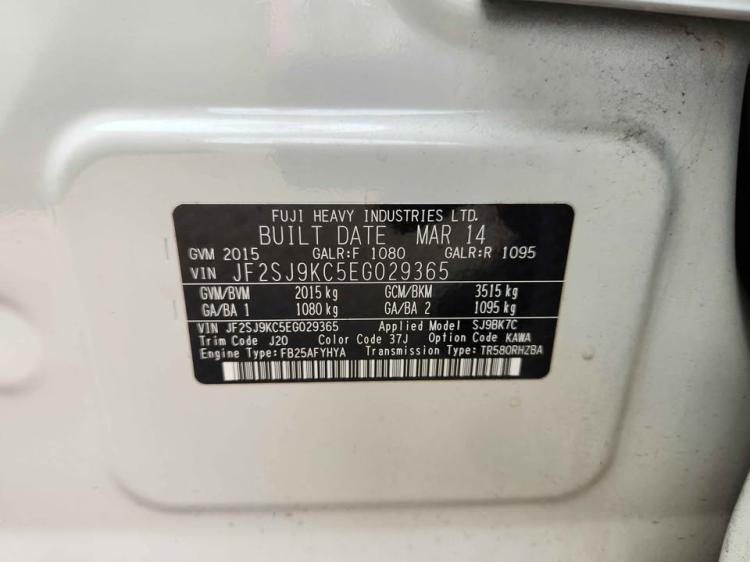 FUJI HEAVY INDUSTRIES LTD.
BUILT DATE MAR 14
GVM 2015 GALR:F 1080 GALR:R 1095
VIN JF2SJ9KC5EG029365
GVM/BVM 2015 kg GCM/BKM 3515 kg
GA/BA 1 1080 kg GA/BA 2 1095 kg
VIN JF2SJ9KC5EG029365 Applied Model SJ9BK7C
Trim Code J20 Color Code 37J Option Code KAWA
Engine Type:FB25AFYHYA Transmission Type:TR580RHZBA